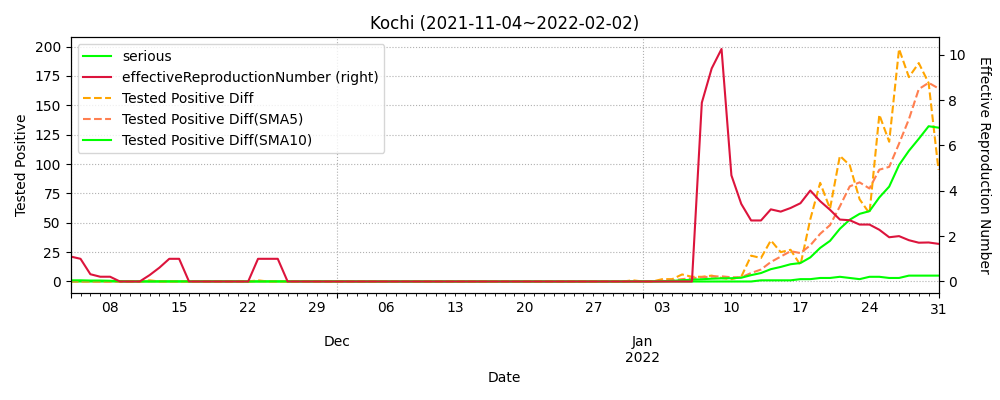 Kochi (2021-11-04~2022-02-02)
serious
effectiveReproductionNumber (right)
Tested Positive Diff
Tested Positive Diff(SMA5)
Tested Positive Diff(SMA10)
Tested Positive
200
175
150
125
100
75
50
25
0
10
8
6
4
2
0
Effective Reproduction Number
08 15 22 29 06 13 20 27 03 10 17 24 31
Dec Jan
2022
Date